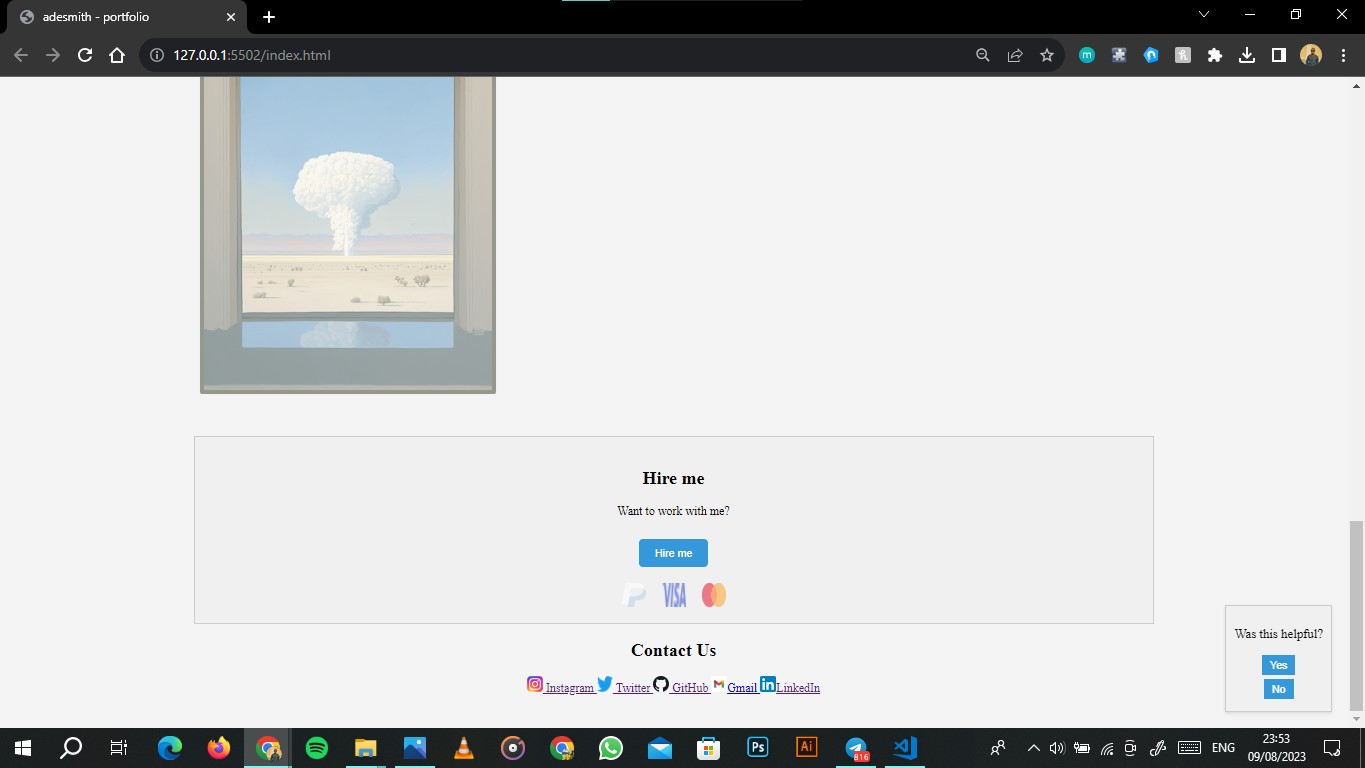 adesmith - portfolio
127.0.0.1:5502/index.html
m
Hire me
Want to work with me?
Hire me
VISA
Contact Us
Instagram Twitter GitHub Gmail LinkedIn
Was this helpful?
Yes
No
Ps
Ai
816
ENG
23:53
09/08/2023